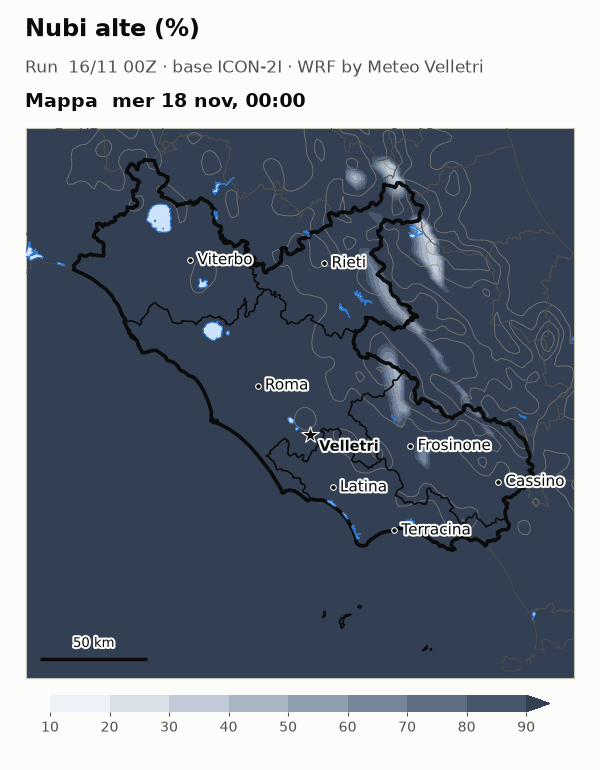 Nubi alte (%)
Run  16/11 00Z · base ICON-2I · WRF by Meteo Velletri
Mappa  mer 18 nov, 00:00
Viterbo
Rieti
Roma
Velletri
Frosinone
Cassino
Latina
Terracina
50 km
10 20 30 40 50 60 70 80 90